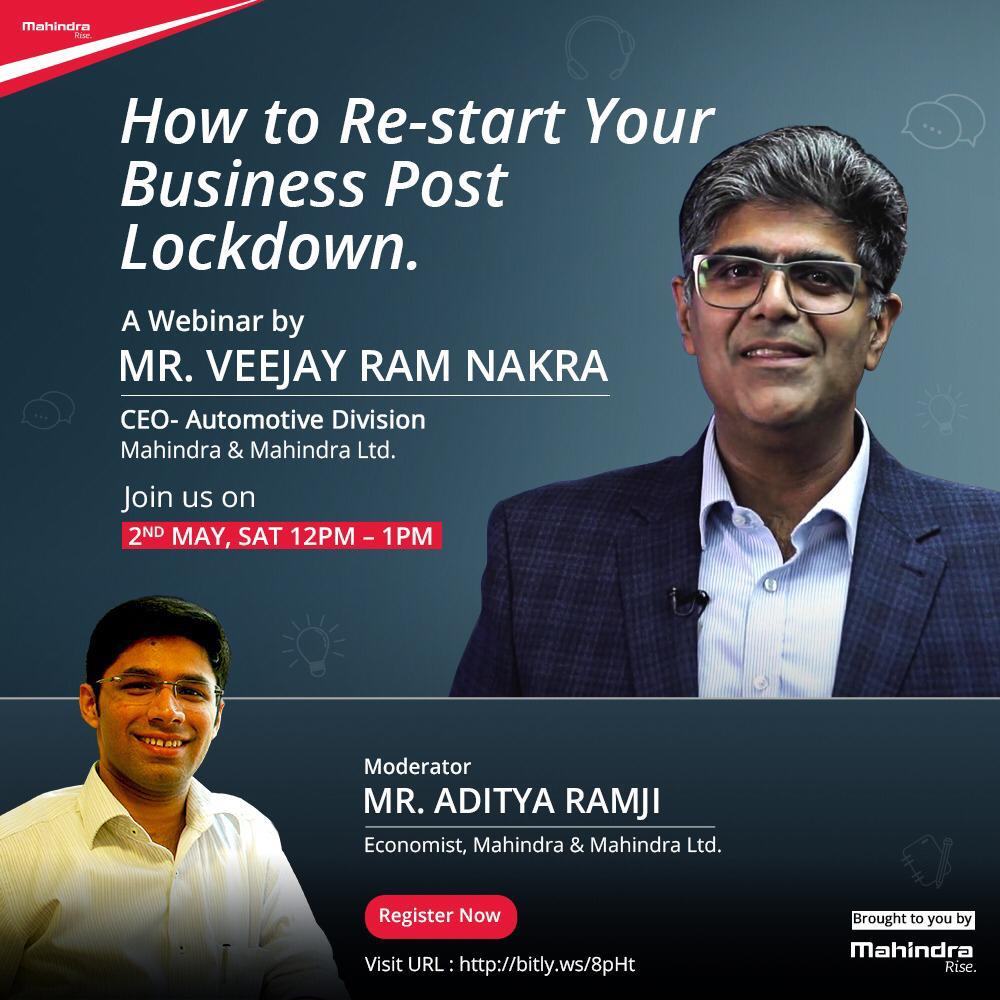 Mahindra
Rise.
How to Re-start Your
Business Post
Lockdown.
A Webinar by
MR. VEEJAY RAM NAKRA
CEO- Automotive Division
Mahindra & Mahindra Ltd.
Join us on
2ND MAY, SAT 12PM – 1PM
Moderator
MR. ADITYA RAMJI
Economist, Mahindra & Mahindra Ltd.
Register Now
Visit URL : http://bitly.ws/8pHt
Brought to you by
Mahindra
Rise.